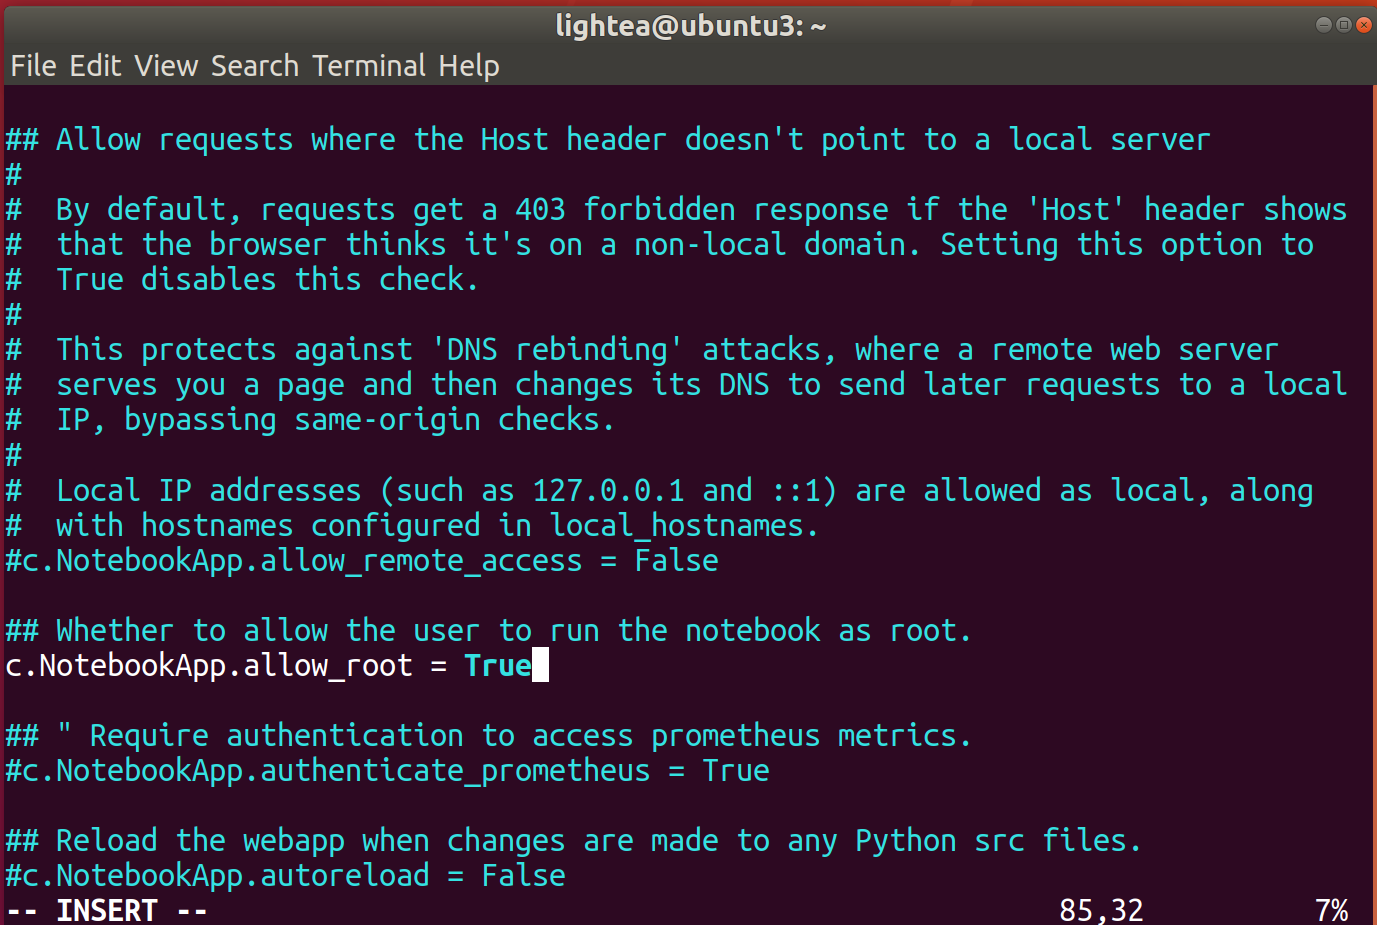 lightea@ubuntu3: ~
File Edit View Search Terminal Help
## Allow requests where the Host header doesn't point to a local server
#
#  By default, requests get a 403 forbidden response if the 'Host' header shows
#  that the browser thinks it's on a non-local domain. Setting this option to
#  True disables this check.
#
#  This protects against 'DNS rebinding' attacks, where a remote web server
#  serves you a page and then changes its DNS to send later requests to a local
#  IP, bypassing same-origin checks.
#
#  Local IP addresses (such as 127.0.0.1 and ::1) are allowed as local, along
#  with hostnames configured in local_hostnames.
#c.NotebookApp.allow_remote_access = False
## Whether to allow the user to run the notebook as root.
c.NotebookApp.allow_root = True
## " Require authentication to access prometheus metrics.
#c.NotebookApp.authenticate_prometheus = True
## Reload the webapp when changes are made to any Python src files.
#c.NotebookApp.autoreload = False
-- INSERT -- 85,32 7%